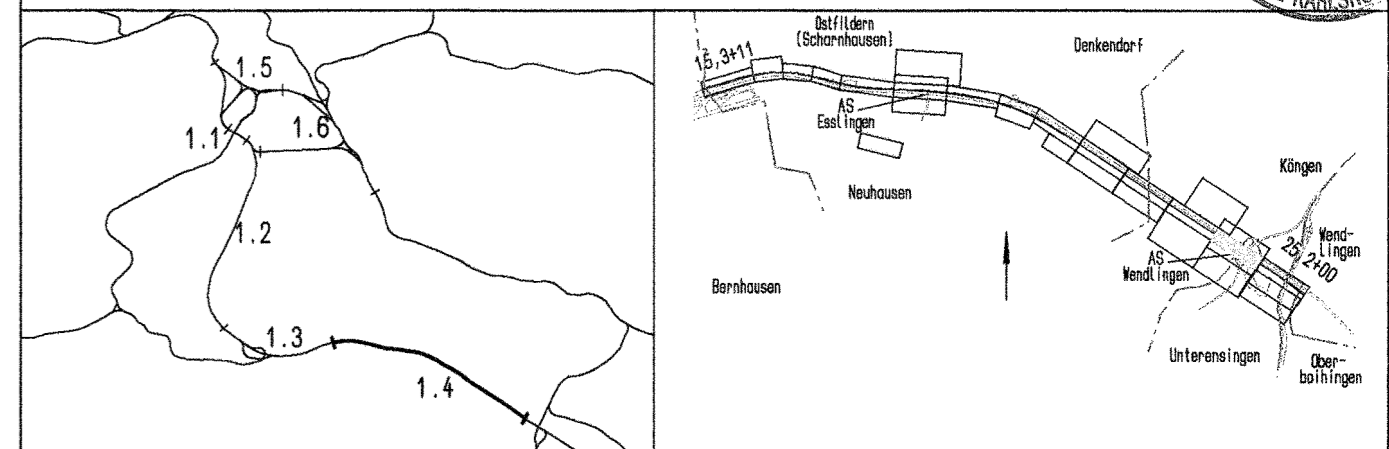 1.5
1.1
1.6
1.2
1.3
1.4
Ostfildern
(Scharnhausen)
Denkendorf
15,3+11
AS
Esslingen
Neuhausen
Köngen
Wend-
lingen
25,2+00
AS
Wendlingen
Bernhausen
Unterensingen
Ober-
boihingen